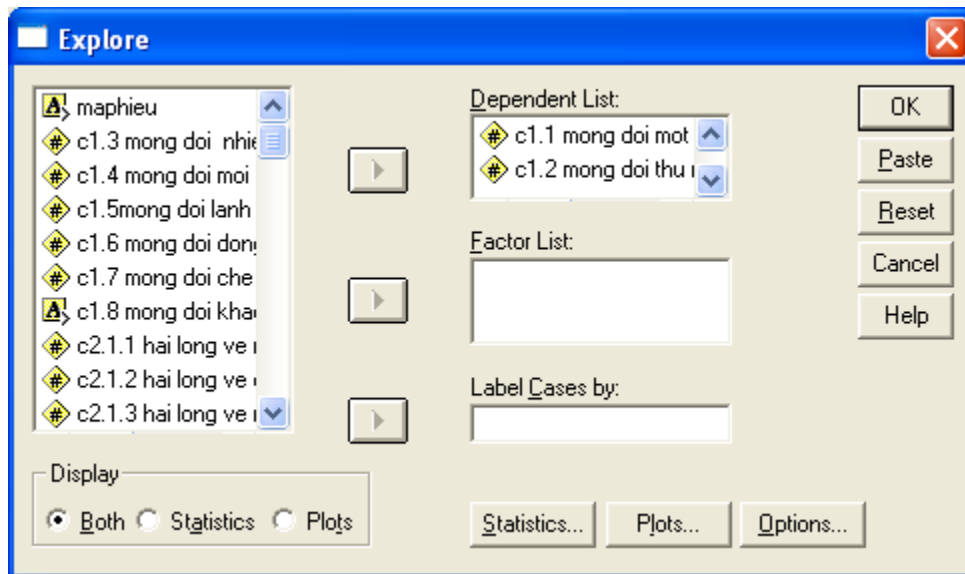 Explore
maphieu
c1.3 mong doi nhie
c1.4 mong doi moi
c1.5mong doi lanh
c1.6 mong doi dong
c1.7 mong doi che
c1.8 mong doi kha
c2.1.1 hai long ve
c2.1.2 hai long ve
c2.1.3 hai long ve
Display
Both Statistics Plots
Dependent List:
c1.1 mong doi mot
c1.2 mong doi thu
Factor List:
Label Cases by:
Statistics... Plots... Options...
OK
Paste
Reset
Cancel
Help